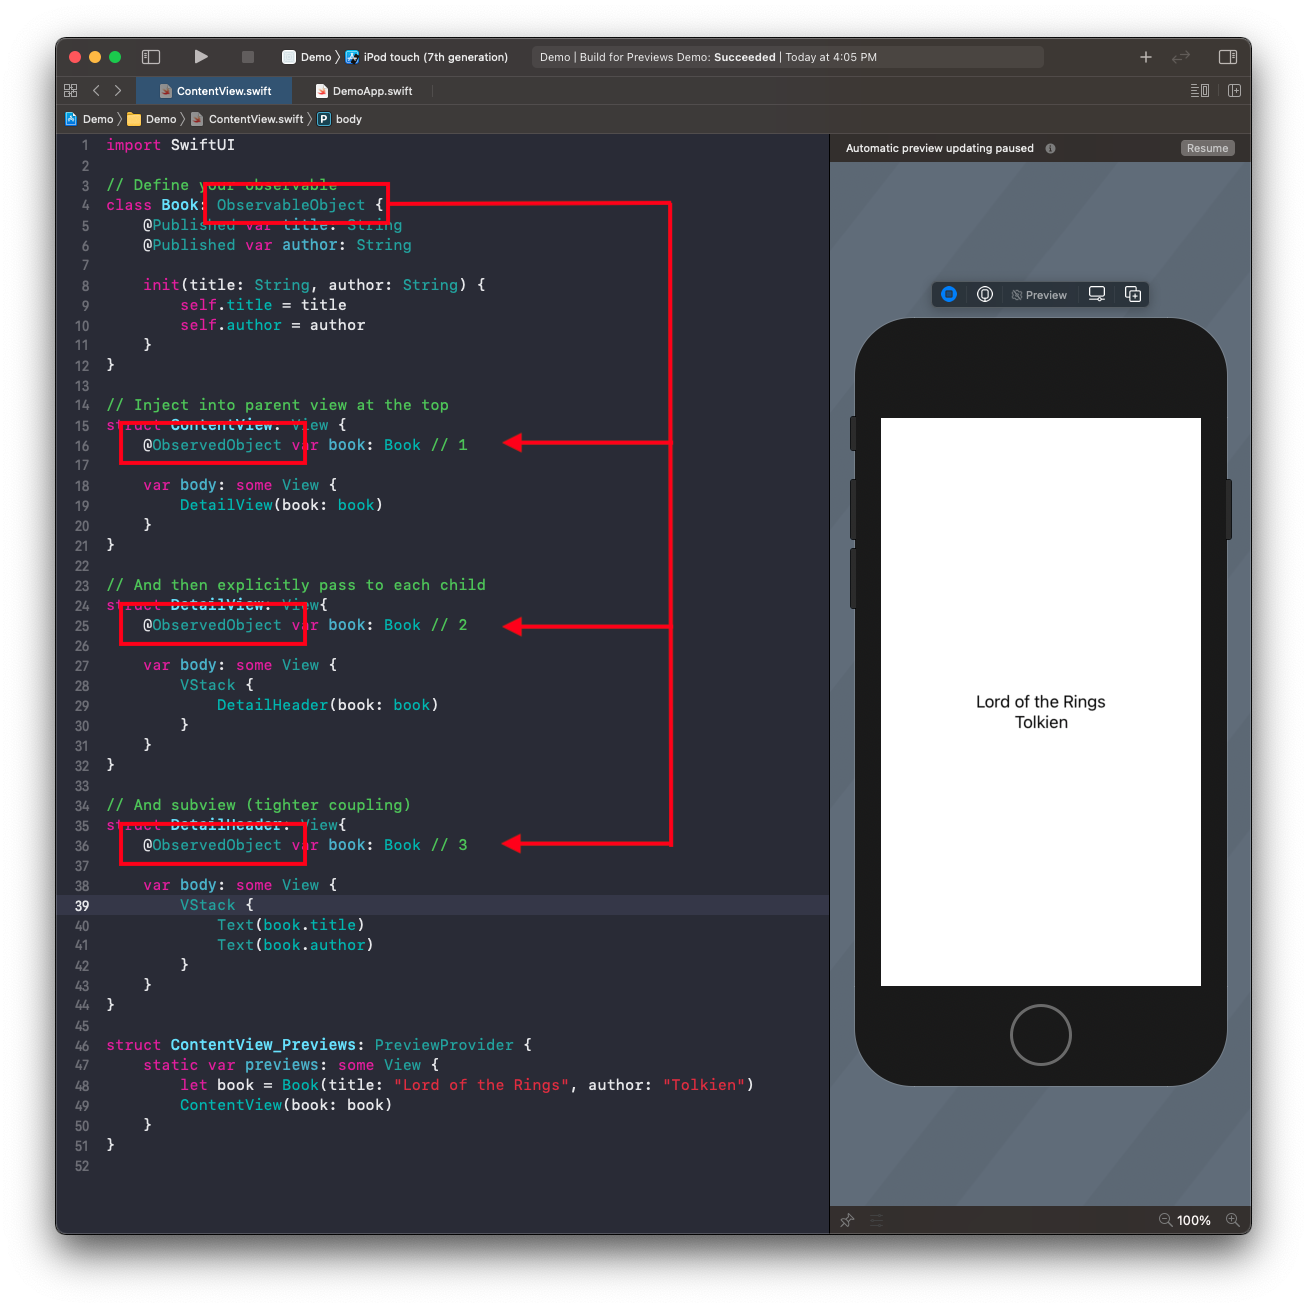 Demo 〉 iPod touch (7th generation)
Demo | Build for Previews Demo: Succeeded | Today at 4:05 PM
ContentView.swift
DemoApp.swift
Demo 〉 Demo 〉 ContentView.swift 〉 P body
Automatic preview updating paused
Resume
1 import SwiftUI
2
3 // Define your observable
4 class Book: ObservableObject {
5     @Published var title: String
6     @Published var author: String
7
8     init(title: String, author: String) {
9         self.title = title
10         self.author = author
11     }
12 }
13
14 // Inject into parent view at the top
15 struct ContentView: View {
16     @ObservedObject var book: Book // 1
17
18     var body: some View {
19         DetailView(book: book)
20     }
21 }
22
23 // And then explicitly pass to each child
24 struct DetailView: View{
25     @ObservedObject var book: Book // 2
26
27     var body: some View {
28         VStack {
29             DetailHeader(book: book)
30         }
31     }
32 }
33
34 // And subview (tighter coupling)
35 struct DetailHeader: View{
36     @ObservedObject var book: Book // 3
37
38     var body: some View {
39         VStack {
40             Text(book.title)
41             Text(book.author)
42         }
43     }
44 }
45
46 struct ContentView_Previews: PreviewProvider {
47     static var previews: some View {
48         let book = Book(title: "Lord of the Rings", author: "Tolkien")
49         ContentView(book: book)
50     }
51 }
52
Preview
Lord of the Rings
Tolkien
100%